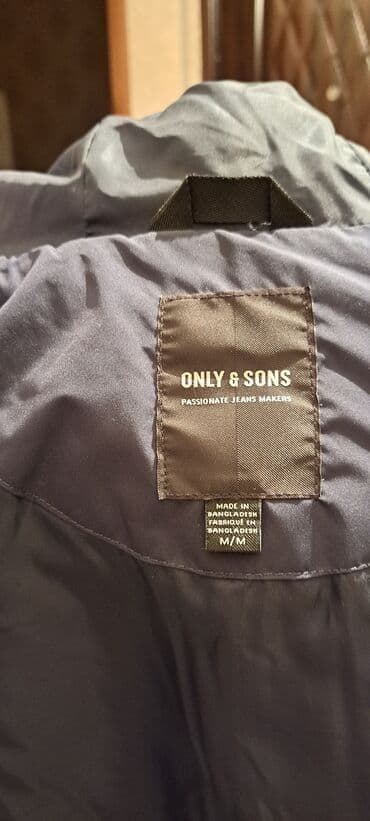 ONLY & SONS
PASSIONATE JEANS MAKERS
MADE IN
BANGLADESH
FABRIQUÉ EN
BANGLADESH
M/M